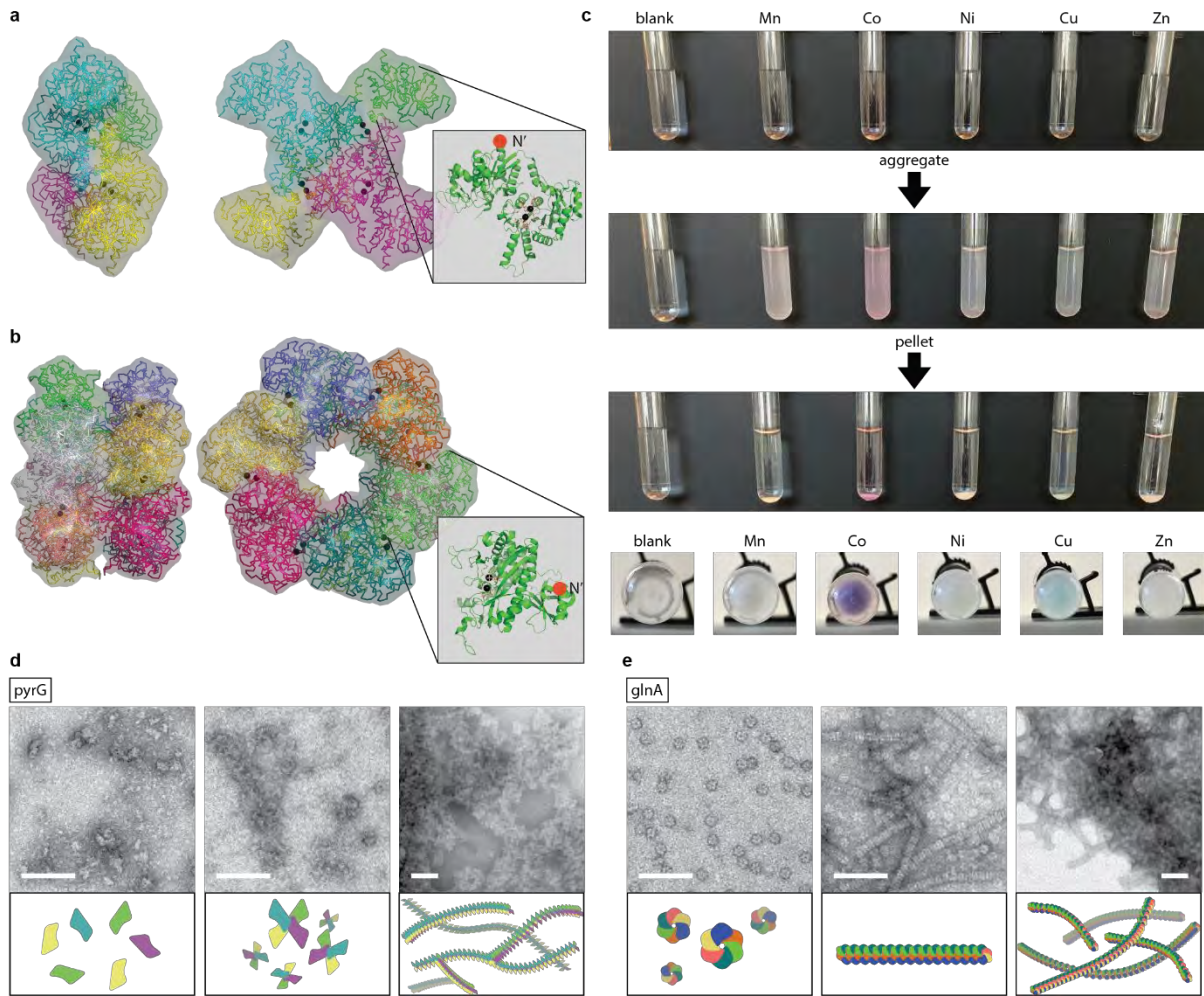 a
N'
b
N'
c
blank Mn Co Ni Cu Zn
aggregate
pellet
blank Mn Co Ni Cu Zn
d
pyrG
e
glnA